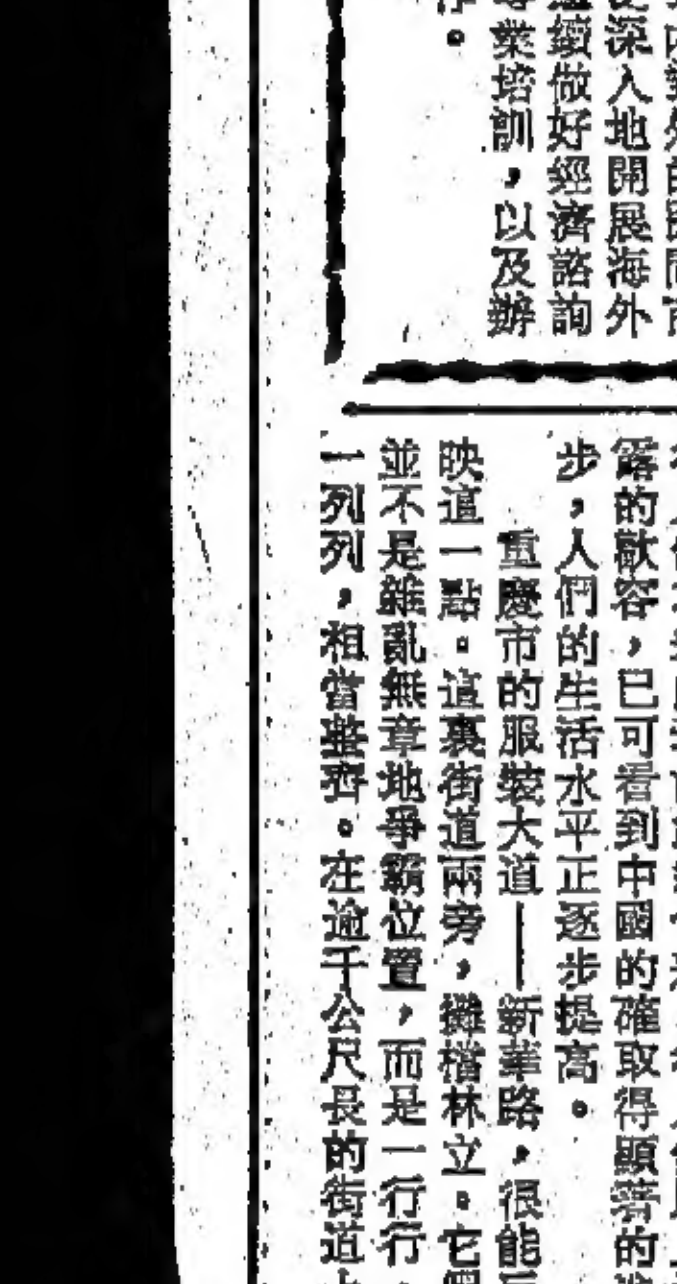 深入地開展海外
續做好經濟諮詢
業培訓，以及辦
。
露的歡容，已可看到中國的確取得顯著的
步，人們的生活水平正逐步提高。
重慶市的服裝大道——新華路，很能
映這一點。這裏街道兩旁，攤檔林立。它
並不是雜亂無章地爭霸位置，而是一行行
一列列，相當整齊。在逾千公尺長的街道